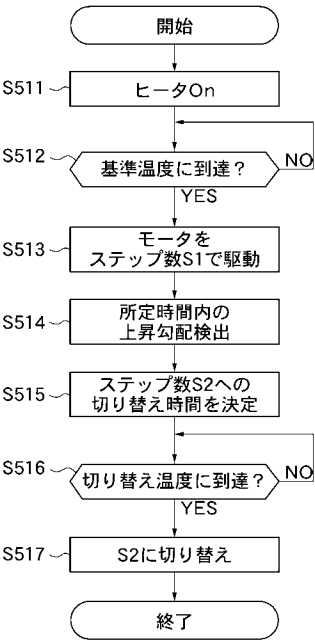 開始
S511
ヒータOn
S512
基準温度に到達？
NO
YES
S513
モータを
ステップ数S1で駆動
S514
所定時間内の
上昇勾配検出
S515
ステップ数S2への
切り替え時間を決定
S516
切り替え温度に到達？
NO
YES
S517
S2に切り替え
終了